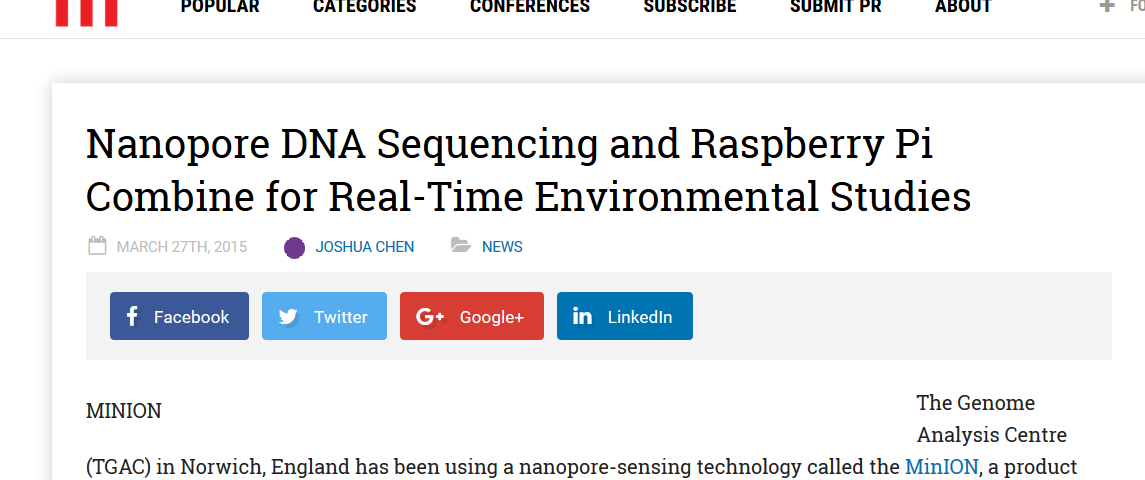 POPULAR CATEGORIES CONFERENCES SUBSCRIBE SUBMIT PR ABOUT FO
Nanopore DNA Sequencing and Raspberry Pi
Combine for Real-Time Environmental Studies
MARCH 27TH, 2015 JOSHUA CHEN NEWS
Facebook Twitter Google+ LinkedIn
MINION
The Genome
Analysis Centre
(TGAC) in Norwich, England has been using a nanopore-sensing technology called the MinION, a product